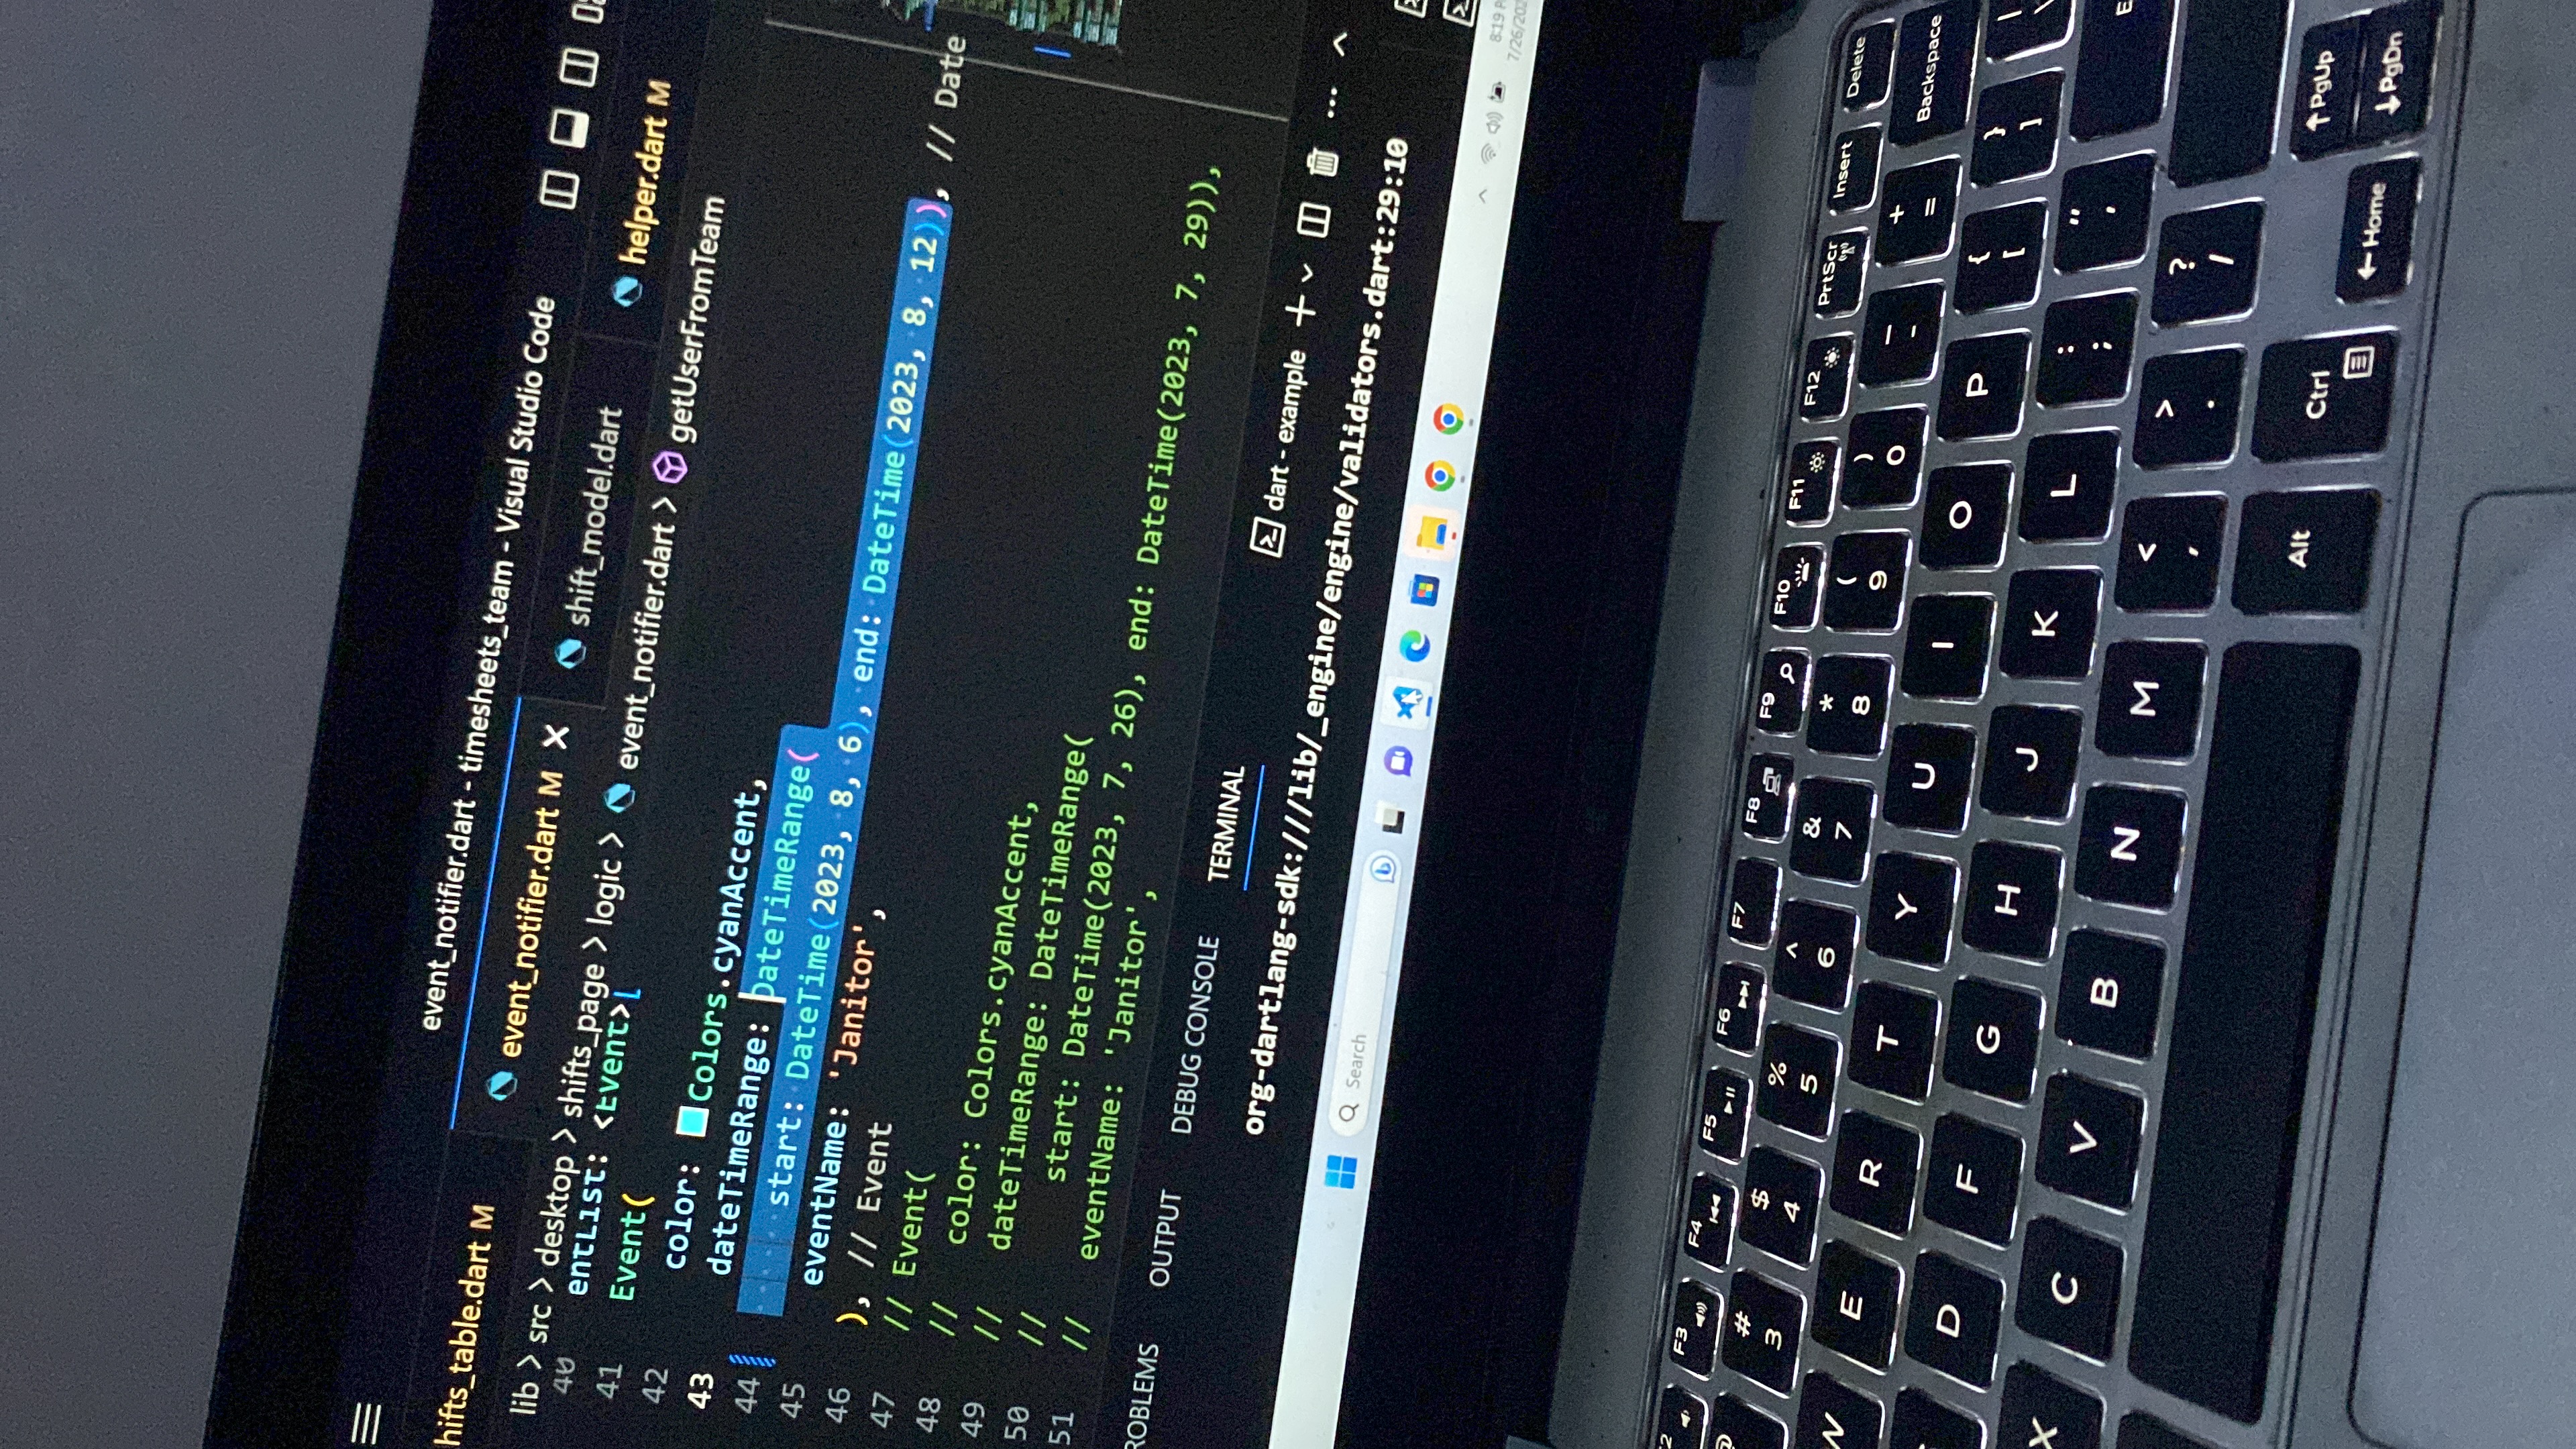 event_notifier.dart - timesheets_team - Visual Studio Code
hifts_table.dart M
event_notifier.dart M
shift_model.dart
helper.dart M
lib > src > desktop > shifts_page > logic > event_notifier.dart > getUserFromTeam
40 entList: <Event>[
41 Event(
42 color: Colors.cyanAccent,
43 dateTimeRange: DateTimeRange(
44 start: DateTime(2023, 8, 6), end: DateTime(2023, 8, 12)), // Date
45 eventName: 'Janitor',
46 ), // Event
47 // Event(
48 // color: Colors.cyanAccent,
49 // dateTimeRange: DateTimeRange(
50 // start: DateTime(2023, 7, 26), end: DateTime(2023, 7, 29)),
51 // eventName: 'Janitor',
ROBLEMS OUTPUT DEBUG CONSOLE TERMINAL
dart - example
org-dartlang-sdk:///lib/_engine/engine/validators.dart:29:10
Search
8:19 P
7/26/202
2 F3 F4 F5 F6 F7 F8 F9 F10 F11 F12 PrtScr Insert Delete
@ # 3 $ 4 % 5 ^ 6 & 7 * 8 ( 9 ) 0 _ - + = Backspace
W E R T Y U I O P { [ } ] | \
D F G H J K L : ; " ' E
X C V B N M < , > . ? /
Alt Ctrl Home PgUp
PgDn